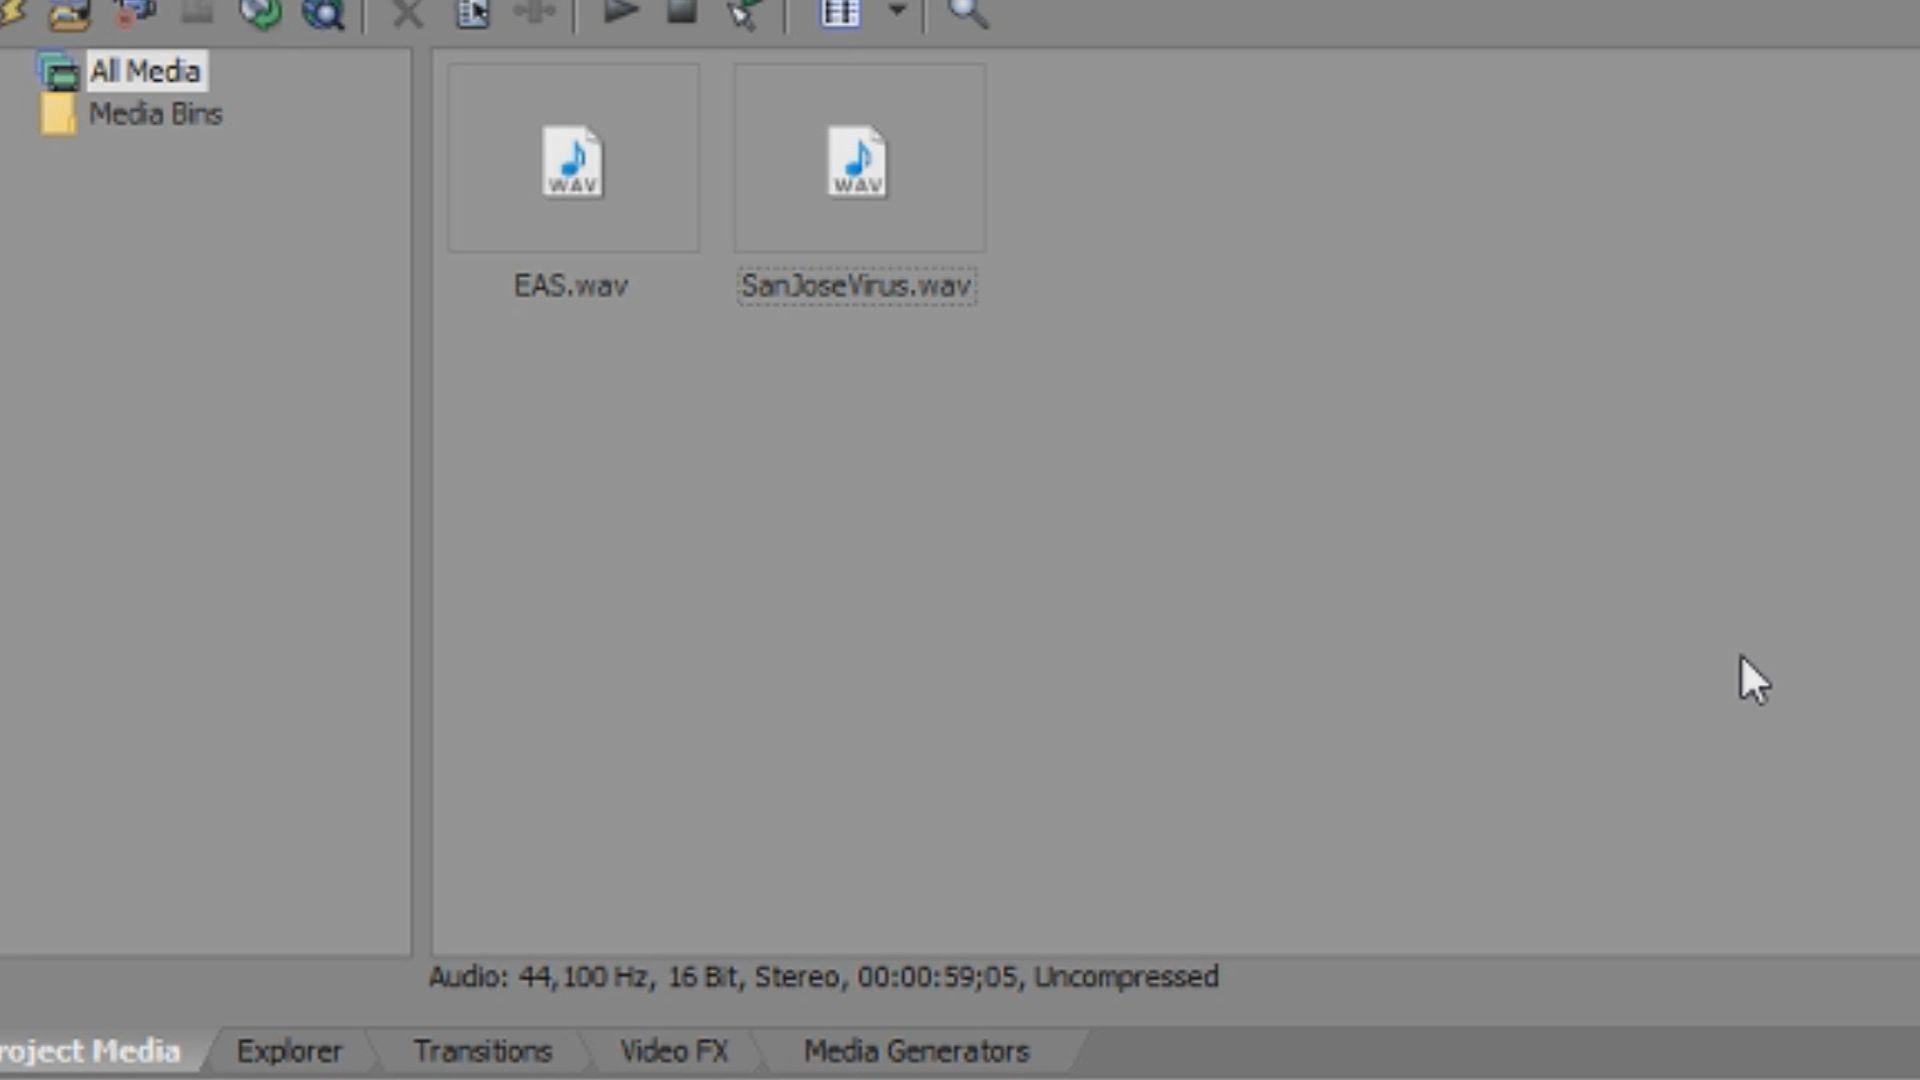 All Media
Media Bins
WAV
WAV
EAS.wav
SanJoseVirus.wav
Audio: 44,100 Hz, 16 Bit, Stereo, 00:00:59;05, Uncompressed
roject Media
Explorer
Transitions
Video FX
Media Generators